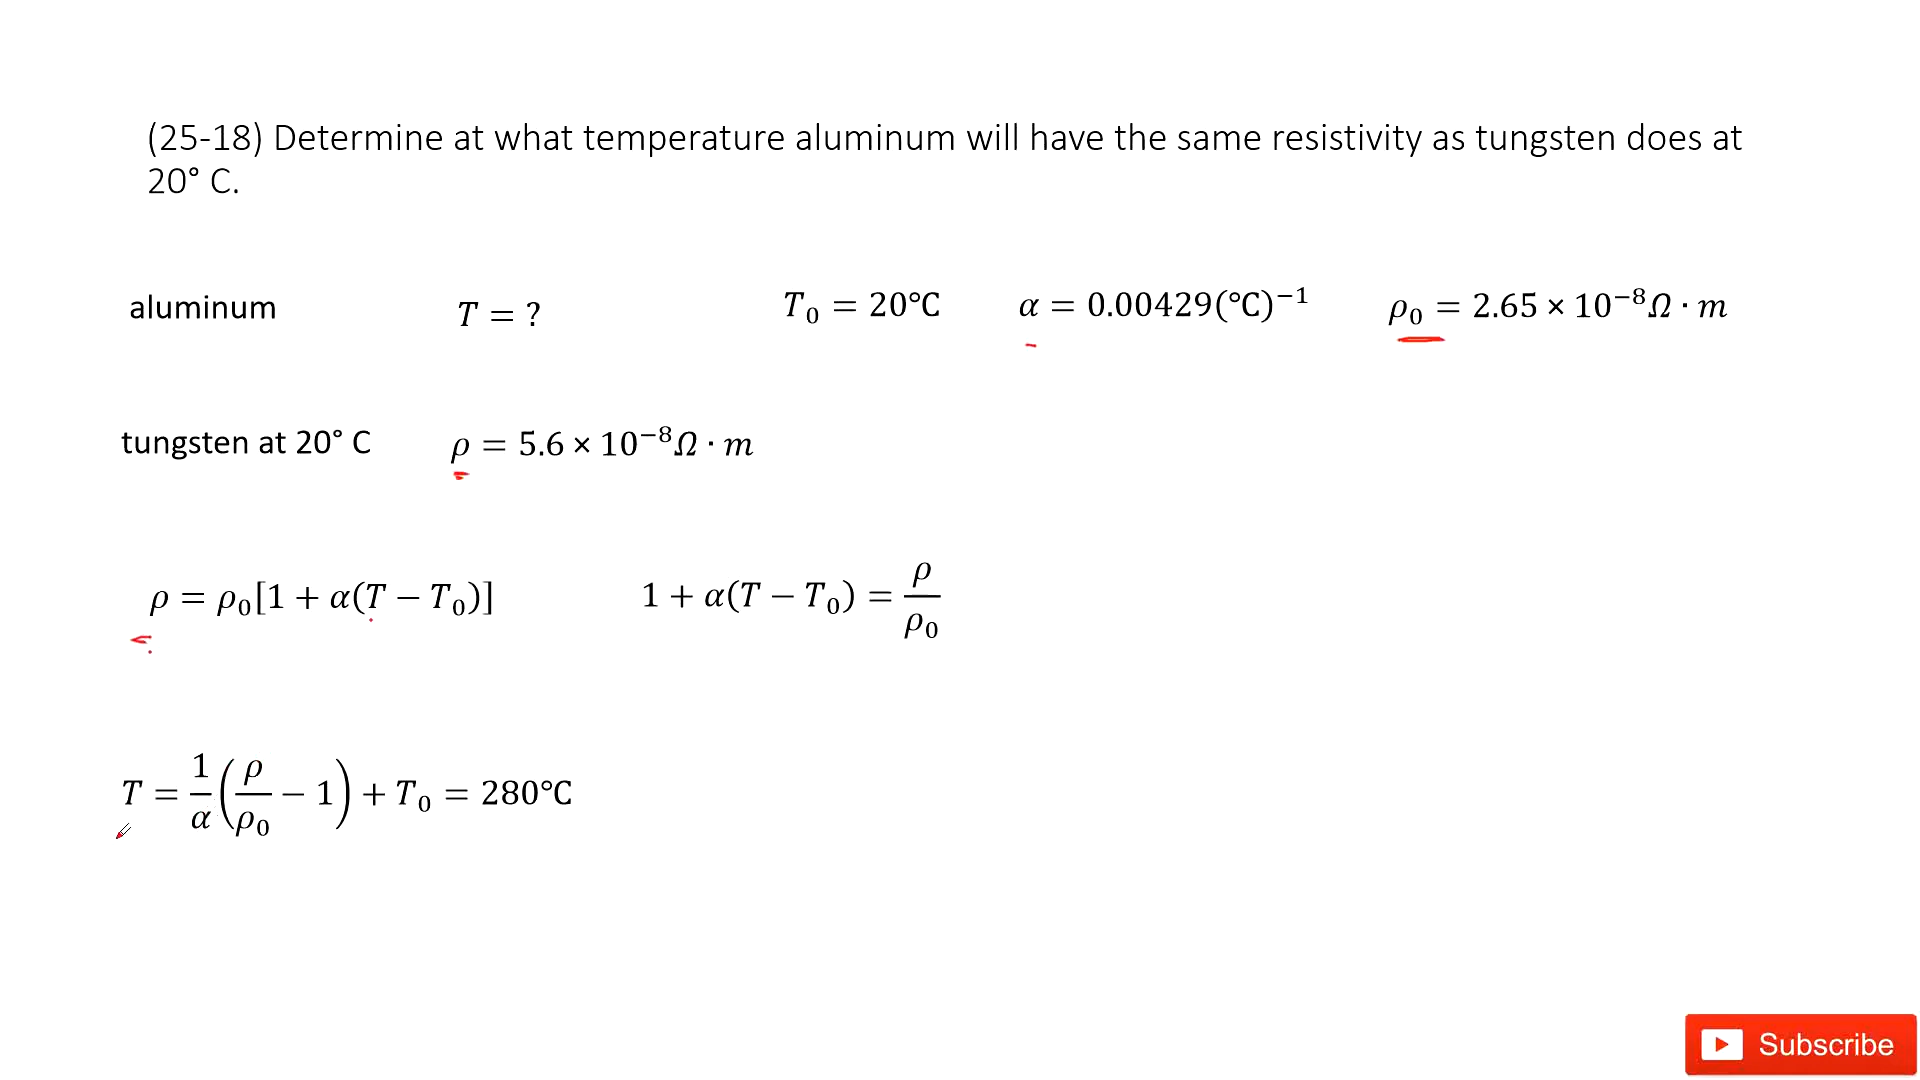 (25-18) Determine at what temperature aluminum will have the same resistivity as tungsten does at
20° C.
aluminum T = ? T₀ = 20℃ α = 0.00429(℃)⁻¹ ρ₀ = 2.65 × 10⁻⁸Ω · m
tungsten at 20° C ρ = 5.6 × 10⁻⁸Ω · m
ρ = ρ₀[1 + α(T − T₀)] 1 + α(T − T₀) = ρ/ρ₀
T = 1/α (ρ/ρ₀ − 1) + T₀ = 280℃
Subscribe